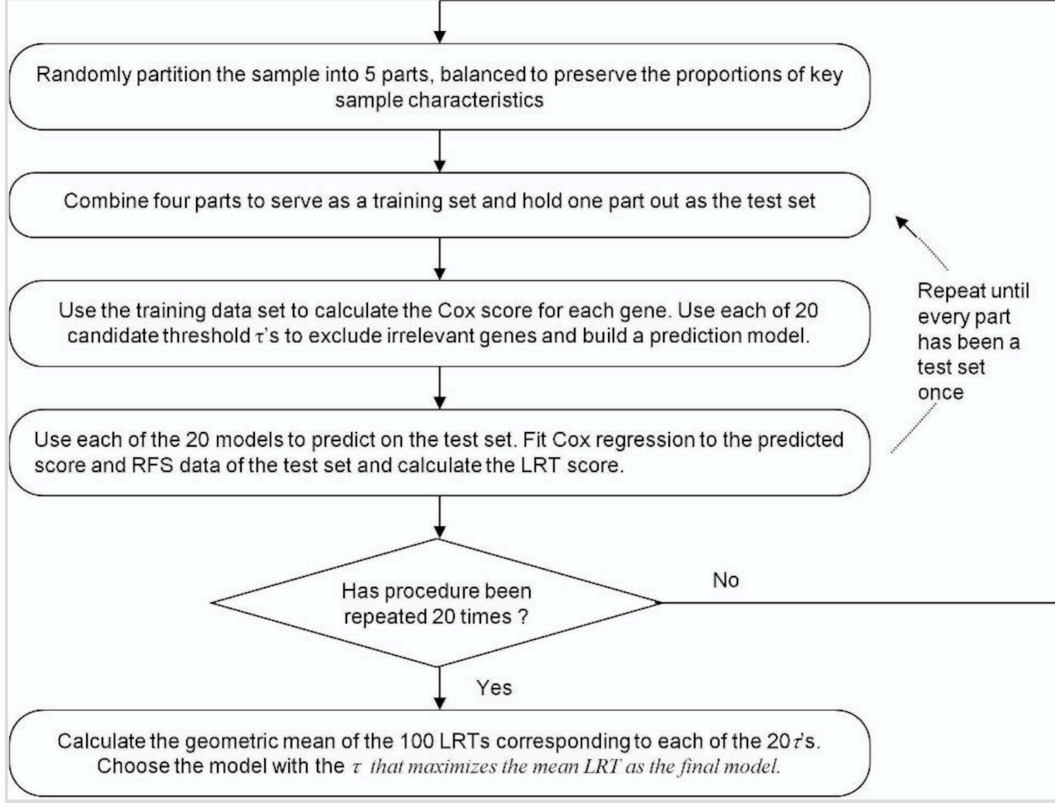 Randomly partition the sample into 5 parts, balanced to preserve the proportions of key
sample characteristics
Combine four parts to serve as a training set and hold one part out as the test set
Use the training data set to calculate the Cox score for each gene. Use each of 20
candidate threshold τ's to exclude irrelevant genes and build a prediction model.
Repeat until
every part
has been a
test set
once
Use each of the 20 models to predict on the test set. Fit Cox regression to the predicted
score and RFS data of the test set and calculate the LRT score.
Has procedure been
repeated 20 times ?
No
Yes
Calculate the geometric mean of the 100 LRTs corresponding to each of the 20 τ's.
Choose the model with the τ that maximizes the mean LRT as the final model.